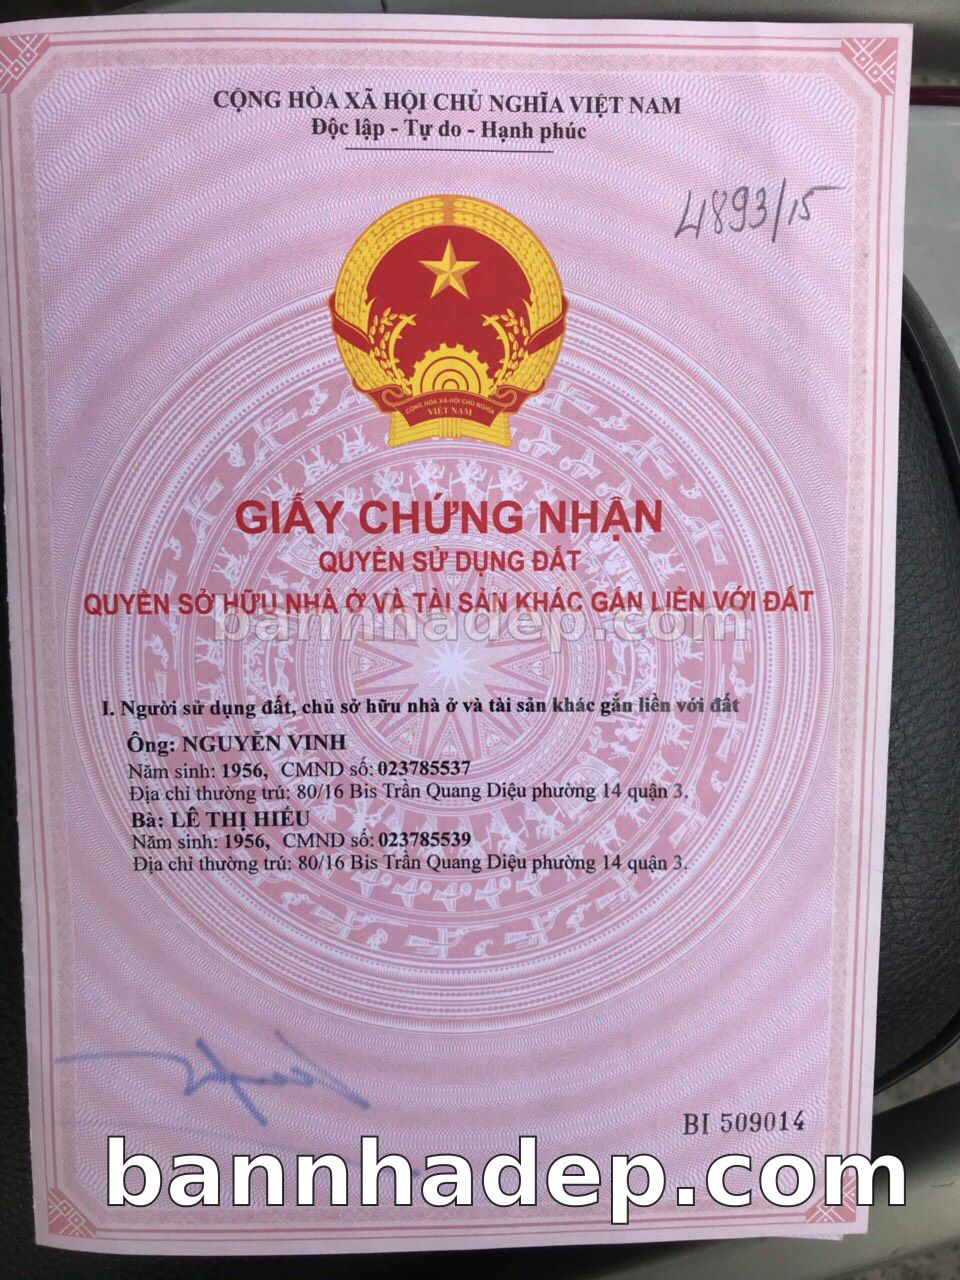 CỘNG HÒA XÃ HỘI CHỦ NGHĨA VIỆT NAM
Độc lập - Tự do - Hạnh phúc
4893/15
CỘNG HÒA XÃ HỘI CHỦ NGHĨA
VIỆT NAM
GIẤY CHỨNG NHẬN
QUYỀN SỬ DỤNG ĐẤT
QUYỀN SỞ HỮU NHÀ Ở VÀ TÀI SẢN KHÁC GẮN LIỀN VỚI ĐẤT
bannhadep.com
I. Người sử dụng đất, chủ sở hữu nhà ở và tài sản khác gắn liền với đất
Ông: NGUYỄN VINH
Năm sinh: 1956, CMND số: 023785537
Địa chỉ thường trú: 80/16 Bis Trần Quang Diệu phường 14 quận 3.
Bà: LÊ THỊ HIẾU
Năm sinh: 1956, CMND số: 023785539
Địa chỉ thường trú: 80/16 Bis Trần Quang Diệu phường 14 quận 3.
BI 509014
bannhadep.com